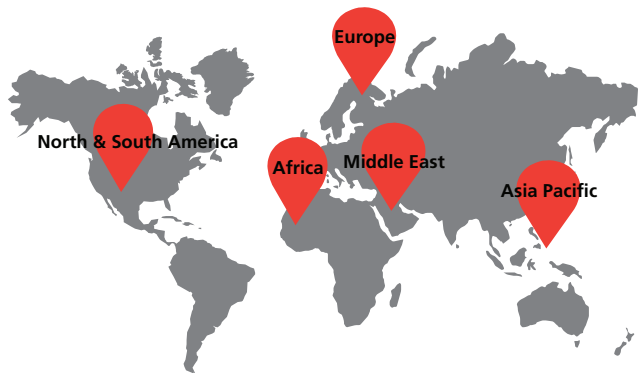 Europe
North & South America
Africa
Middle East
Asia Pacific